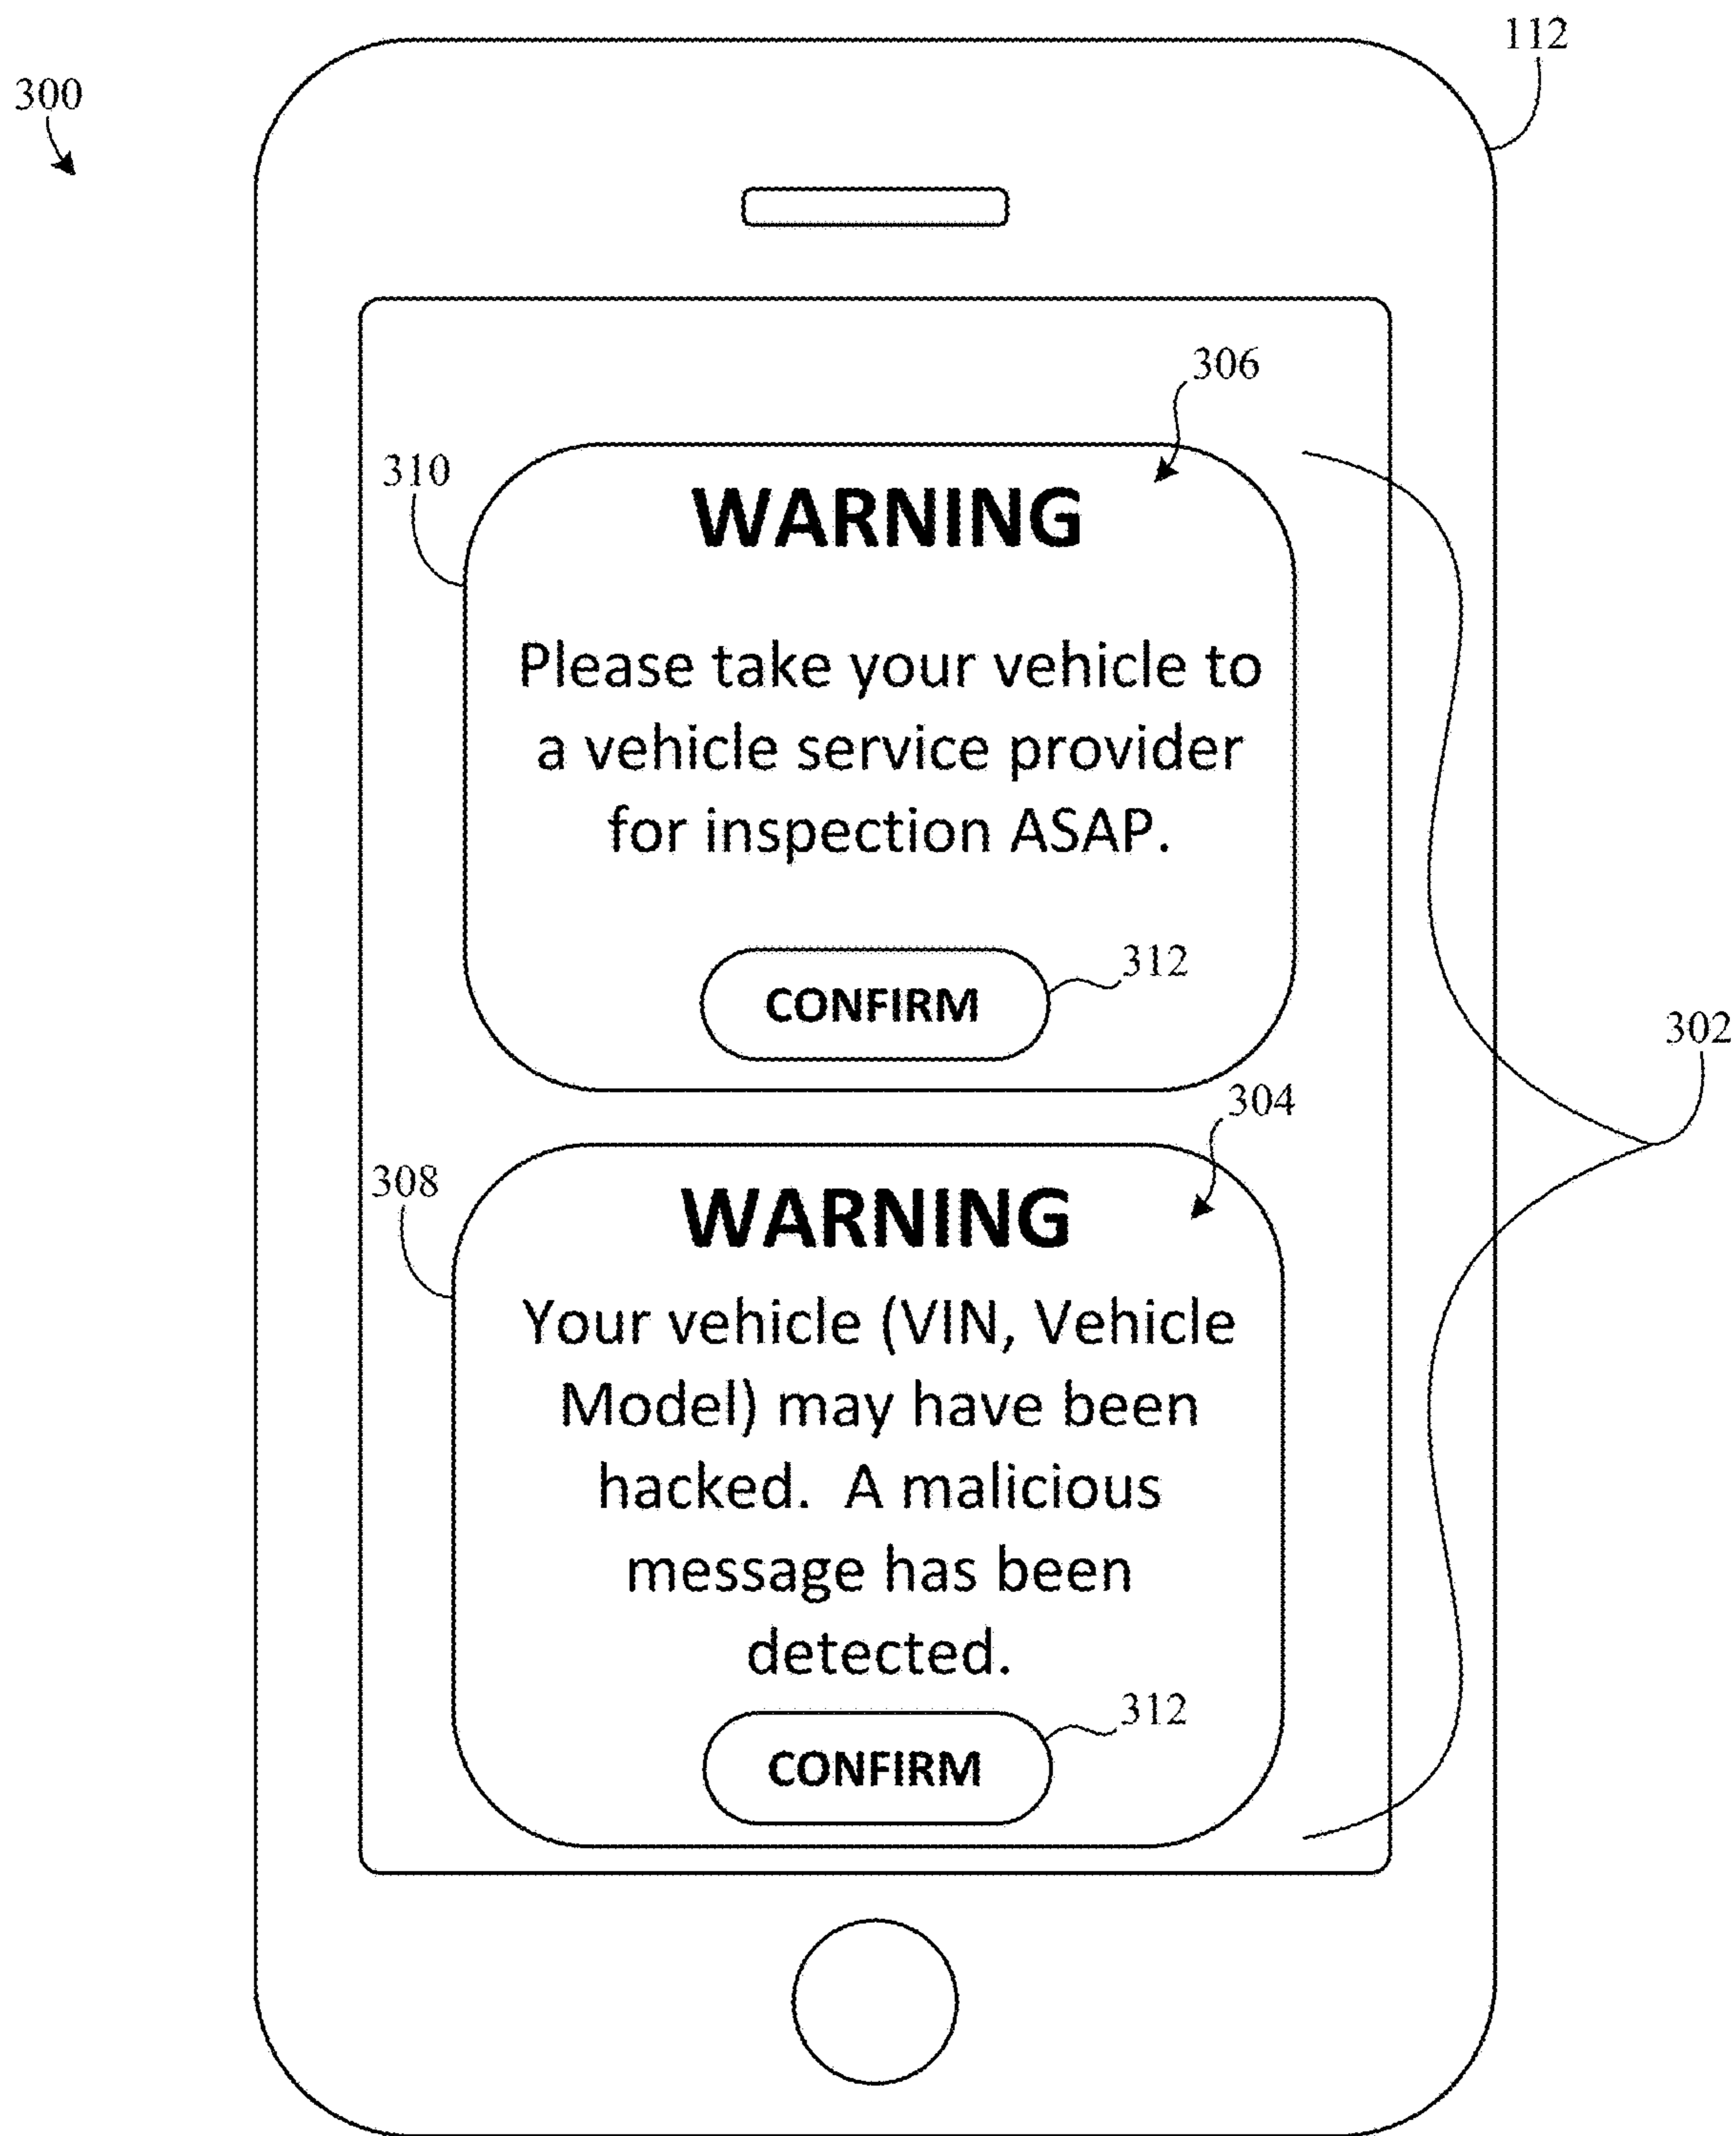 112
300
306
310
WARNING
Please take your vehicle to
a vehicle service provider
for inspection ASAP.
312
CONFIRM
302
304
308
WARNING
Your vehicle (VIN, Vehicle
Model) may have been
hacked.  A malicious
message has been
detected.
312
CONFIRM